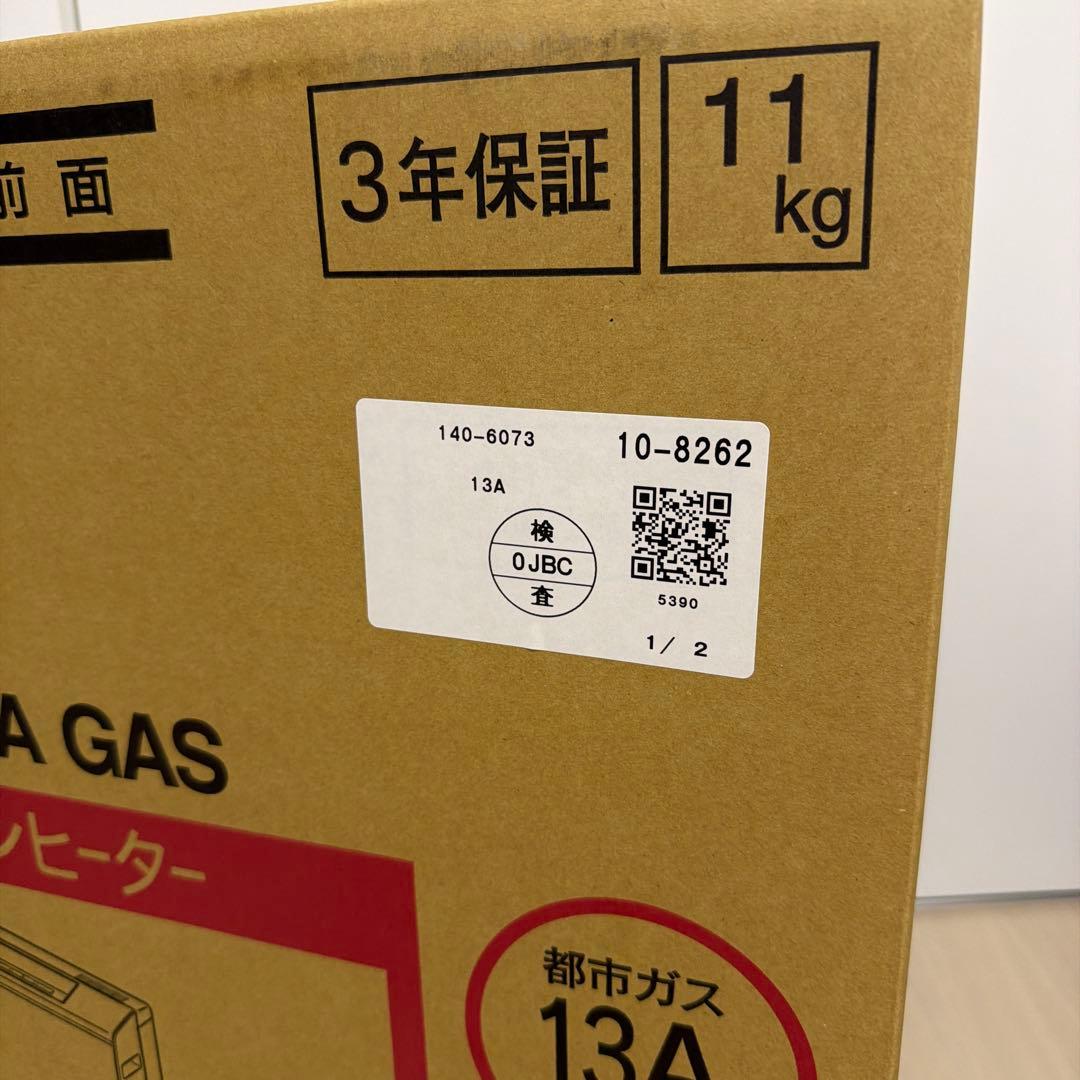 前面
3年保証
11
kg
140-6073
10-8262
13A
検
0JBC
査
5390
1/ 2
A GAS
ンヒーター
都市ガス
13A